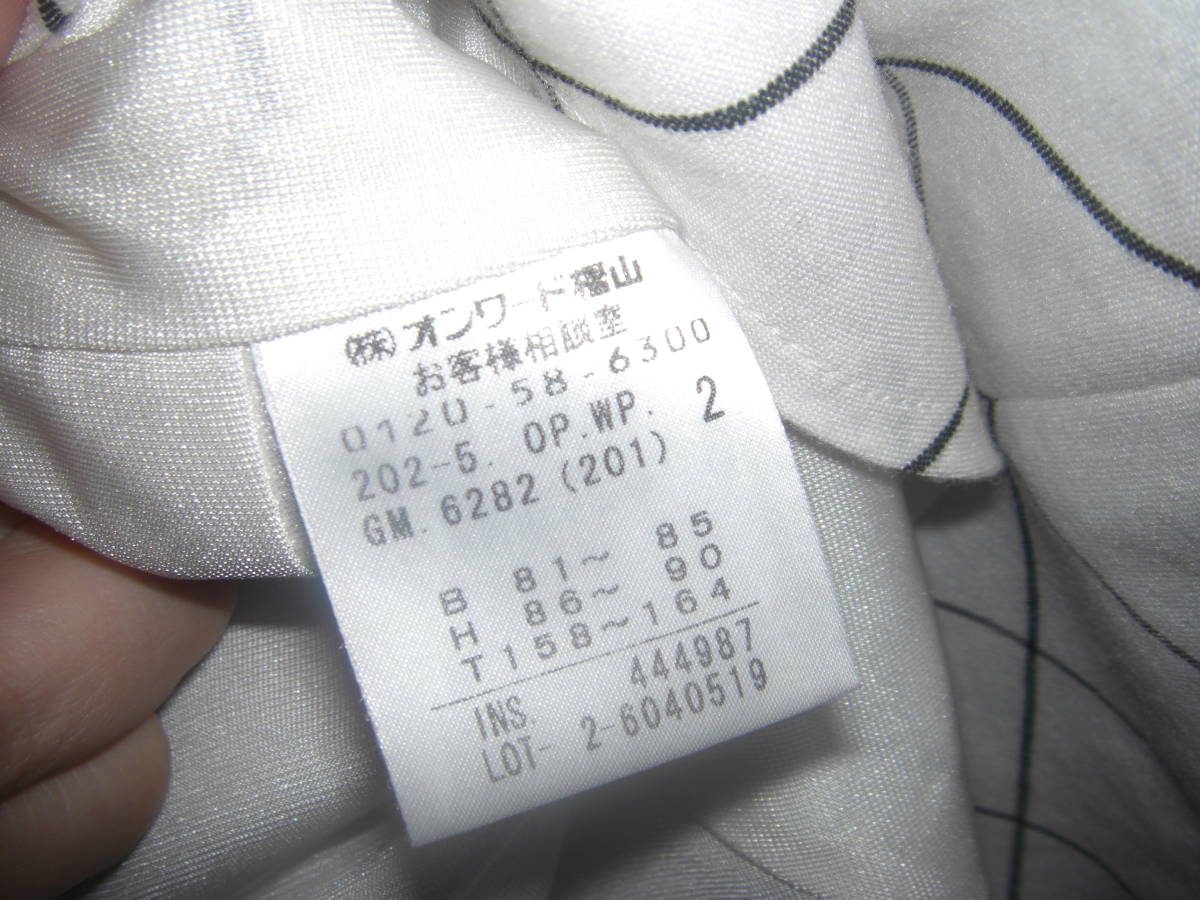 (株)オンワード樫山
お客様相談室
0120-58-6300
202-5. OP.WP. 2
GM.6282(201)
B 81〜 85
H 86〜 90
T158〜164
INS. 444987
LOT- 2-6040519